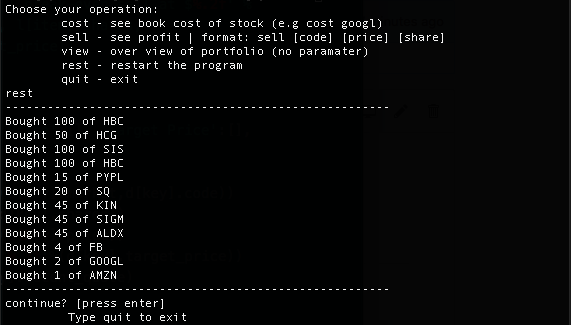 Choose your operation:
cost - see book cost of stock (e.g cost googl)
sell - see profit | format: sell [code] [price] [share]
view - over view of portfolio (no paramater)
rest - restart the program
quit - exit
rest
------------------------------------------------------
Bought 100 of HBC
Bought 50 of HCG
Bought 100 of SIS
Bought 100 of HBC
Bought 15 of PYPL
Bought 20 of SQ
Bought 45 of KIN
Bought 45 of SIGM
Bought 45 of ALDX
Bought 4 of FB
Bought 2 of GOOGL
Bought 1 of AMZN
------------------------------------------------------
continue? [press enter]
Type quit to exit